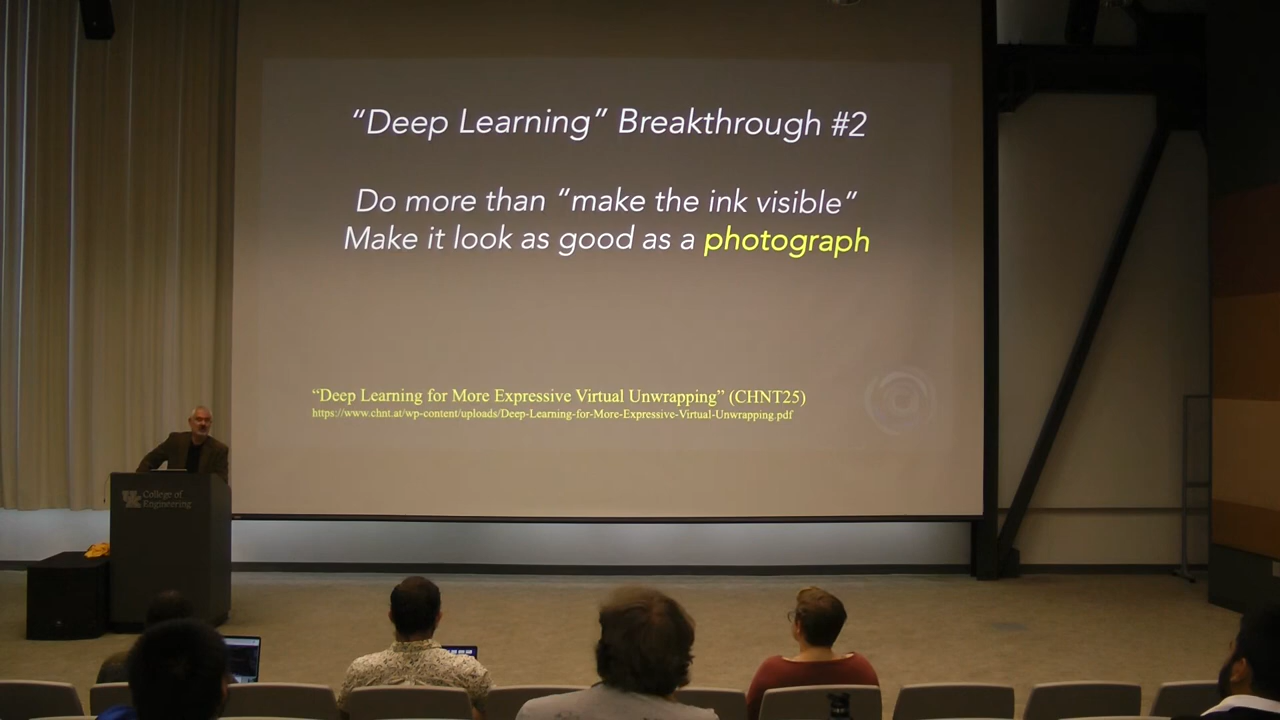 “Deep Learning” Breakthrough #2
Do more than “make the ink visible”
Make it look as good as a photograph
“Deep Learning for More Expressive Virtual Unwrapping” (CHNT25)
https://www.chnt.at/wp-content/uploads/Deep-Learning-for-More-Expressive-Virtual-Unwrapping.pdf
UK College of
Engineering